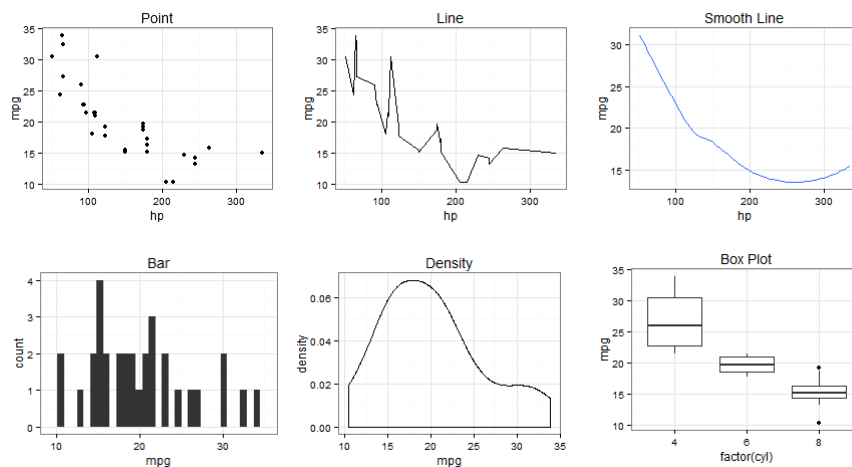 Point
35
30
25
20
15
10
mpg
100 200 300
hp
Line
35
30
25
20
15
10
mpg
100 200 300
hp
Smooth Line
30
25
20
15
mpg
100 200 300
hp
Bar
4
3
2
1
0
count
10 20 30
mpg
Density
0.06
0.04
0.02
0.00
density
10 15 20 25 30 35
mpg
Box Plot
35
30
25
20
15
10
mpg
4 6 8
factor(cyl)